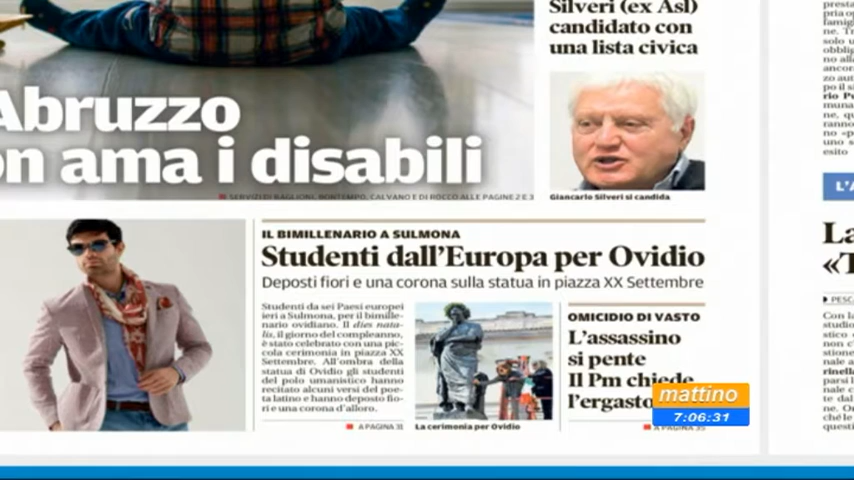 Silveri (ex Asl)
candidato con
una lista civica
Abruzzo
ama i disabili
SERVIZI DI BAGLIONI, BONTEMPO, CALVANO E DI ROCCO ALLE PAGINE 2 E 3
Giancarlo Silveri si candida
IL BIMILLENARIO A SULMONA
Studenti dall'Europa per Ovidio
Deposti fiori e una corona sulla statua in piazza XX Settembre
Studenti da sei Paesi europei
ieri a Sulmona, per il bimille-
nario ovidiano. Il dies nata-
lis, il giorno del compleanno,
è stato celebrato con una pic-
cola cerimonia in piazza XX
Settembre. All'ombra della
statua di Ovidio gli studenti
del polo umanistico hanno
recitato alcuni versi del poe-
ta latino e hanno deposto fio-
ri e una corona d'alloro.
A PAGINA 31
La cerimonia per Ovidio
OMICIDIO DI VASTO
L'assassino
si pente
Il Pm chiede
l'ergasto
A PAGINA 35
mattino
7:06:31